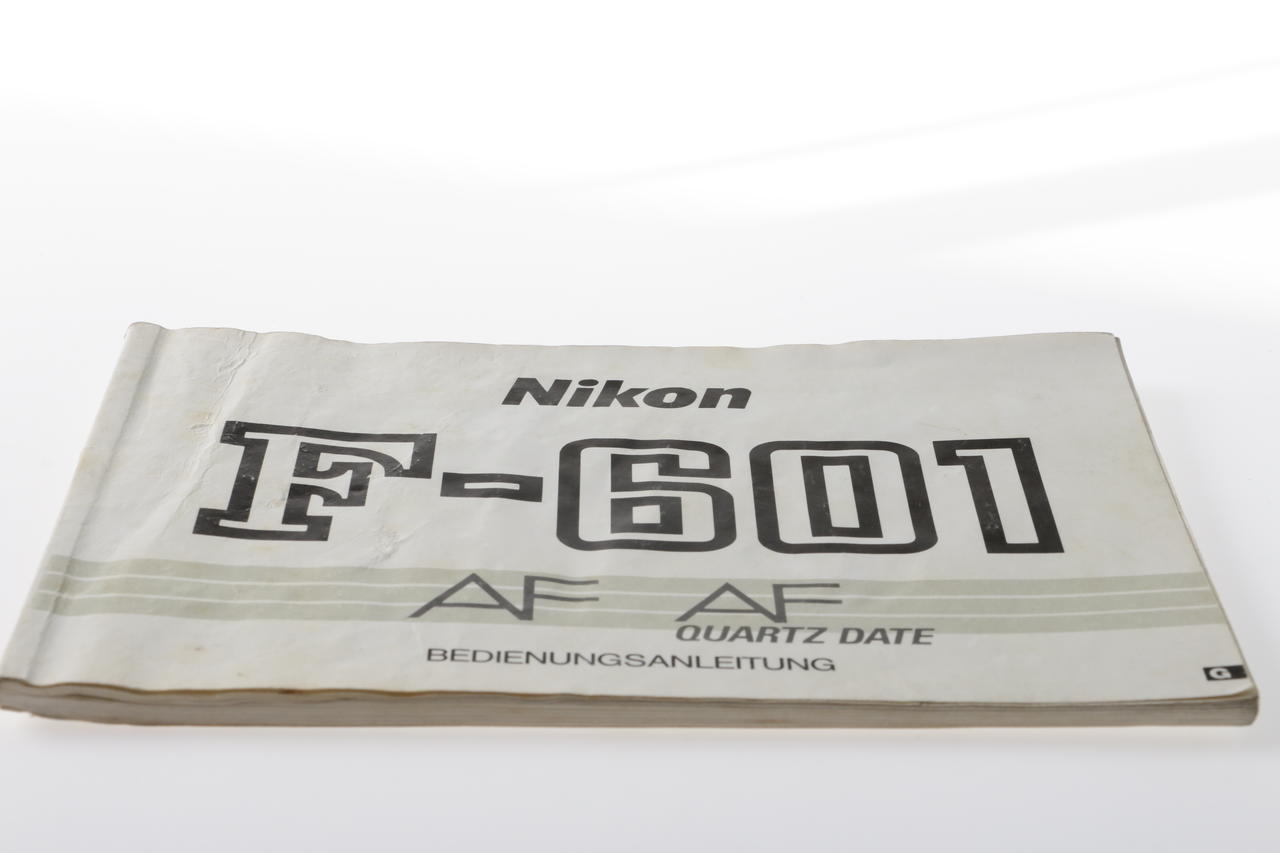 Nikon
F-601
AF AF
QUARTZ DATE
BEDIENUNGSANLEITUNG
G